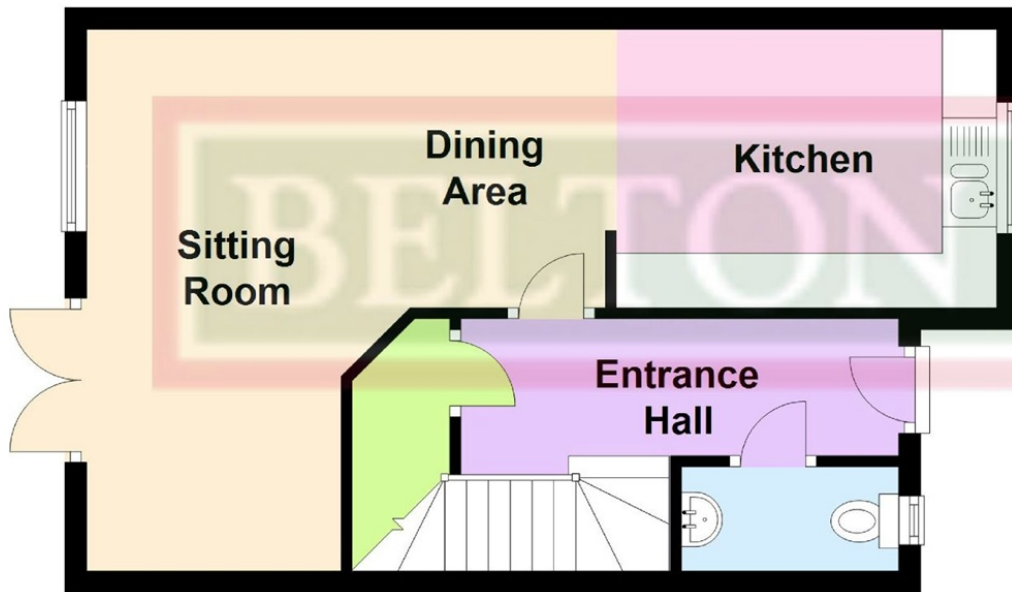 Dining
Area
Kitchen
BELTON
Sitting
Room
Entrance
Hall